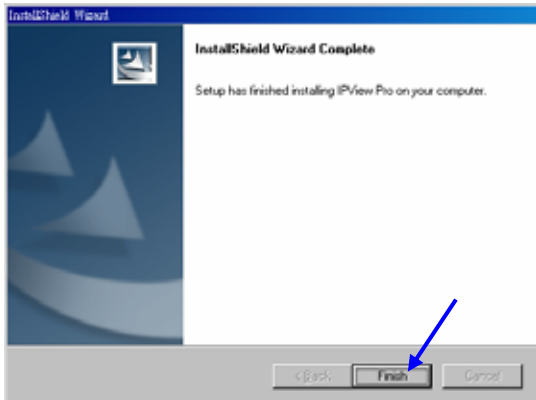 InstallShield Wizard
InstallShield Wizard Complete
Setup has finished installing IPView Pro on your computer.
< Back
Finish
Cancel